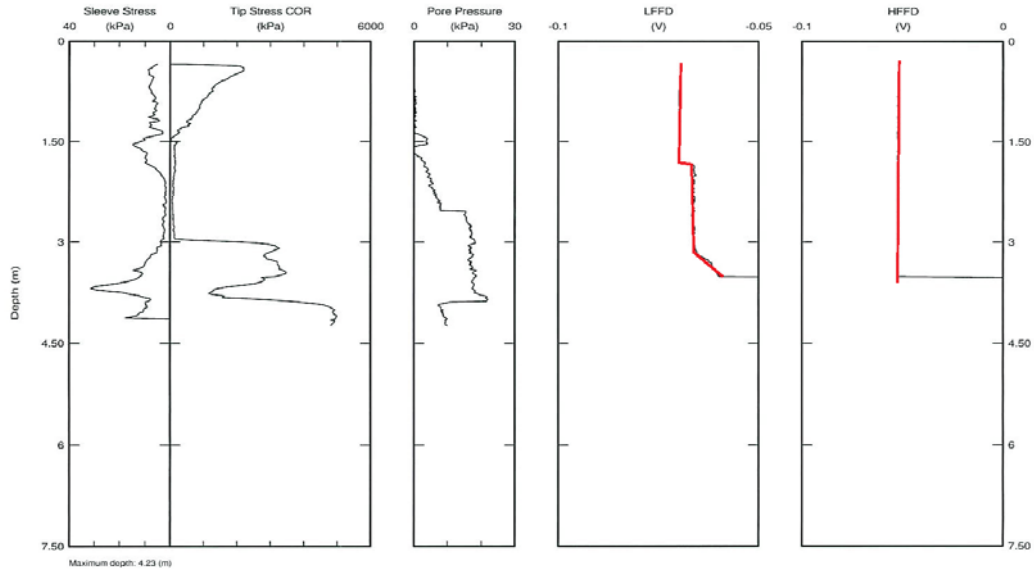 Sleeve Stress Tip Stress COR Pore Pressure LFFD HFFD
(kPa) (kPa) (kPa) (V) (V)
40 0 6000 0 30 -0.1 -0.05 -0.1 0
0 0
1.50 1.50
3 3
Depth (m)
4.50 4.50
6 6
7.50 7.50
Maximum depth: 4.23 (m)